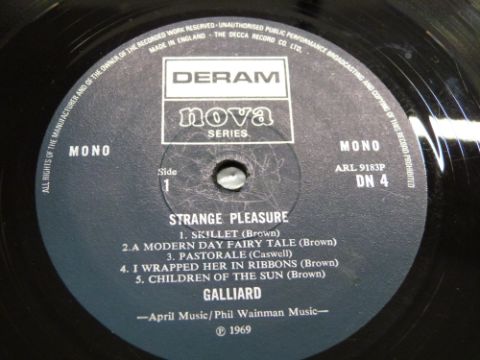 ALL RIGHTS OF THE MANUFACTURER AND OF THE OWNER OF THE RECORDED WORK RESERVED · UNAUTHORISED PUBLIC PERFORMANCE BROADCASTING AND COPYING OF THIS RECORD PROHIBITED
MADE IN ENGLAND · THE DECCA RECORD CO. LTD.
DERAM
nova
SERIES
MONO
MONO
Side
1
ARL 9183P
DN 4
STRANGE PLEASURE
1. SKILLET (Brown)
2. A MODERN DAY FAIRY TALE (Brown)
3. PASTORALE (Caswell)
4. I WRAPPED HER IN RIBBONS (Brown)
5. CHILDREN OF THE SUN (Brown)
GALLIARD
—April Music/Phil Wainman Music—
℗ 1969